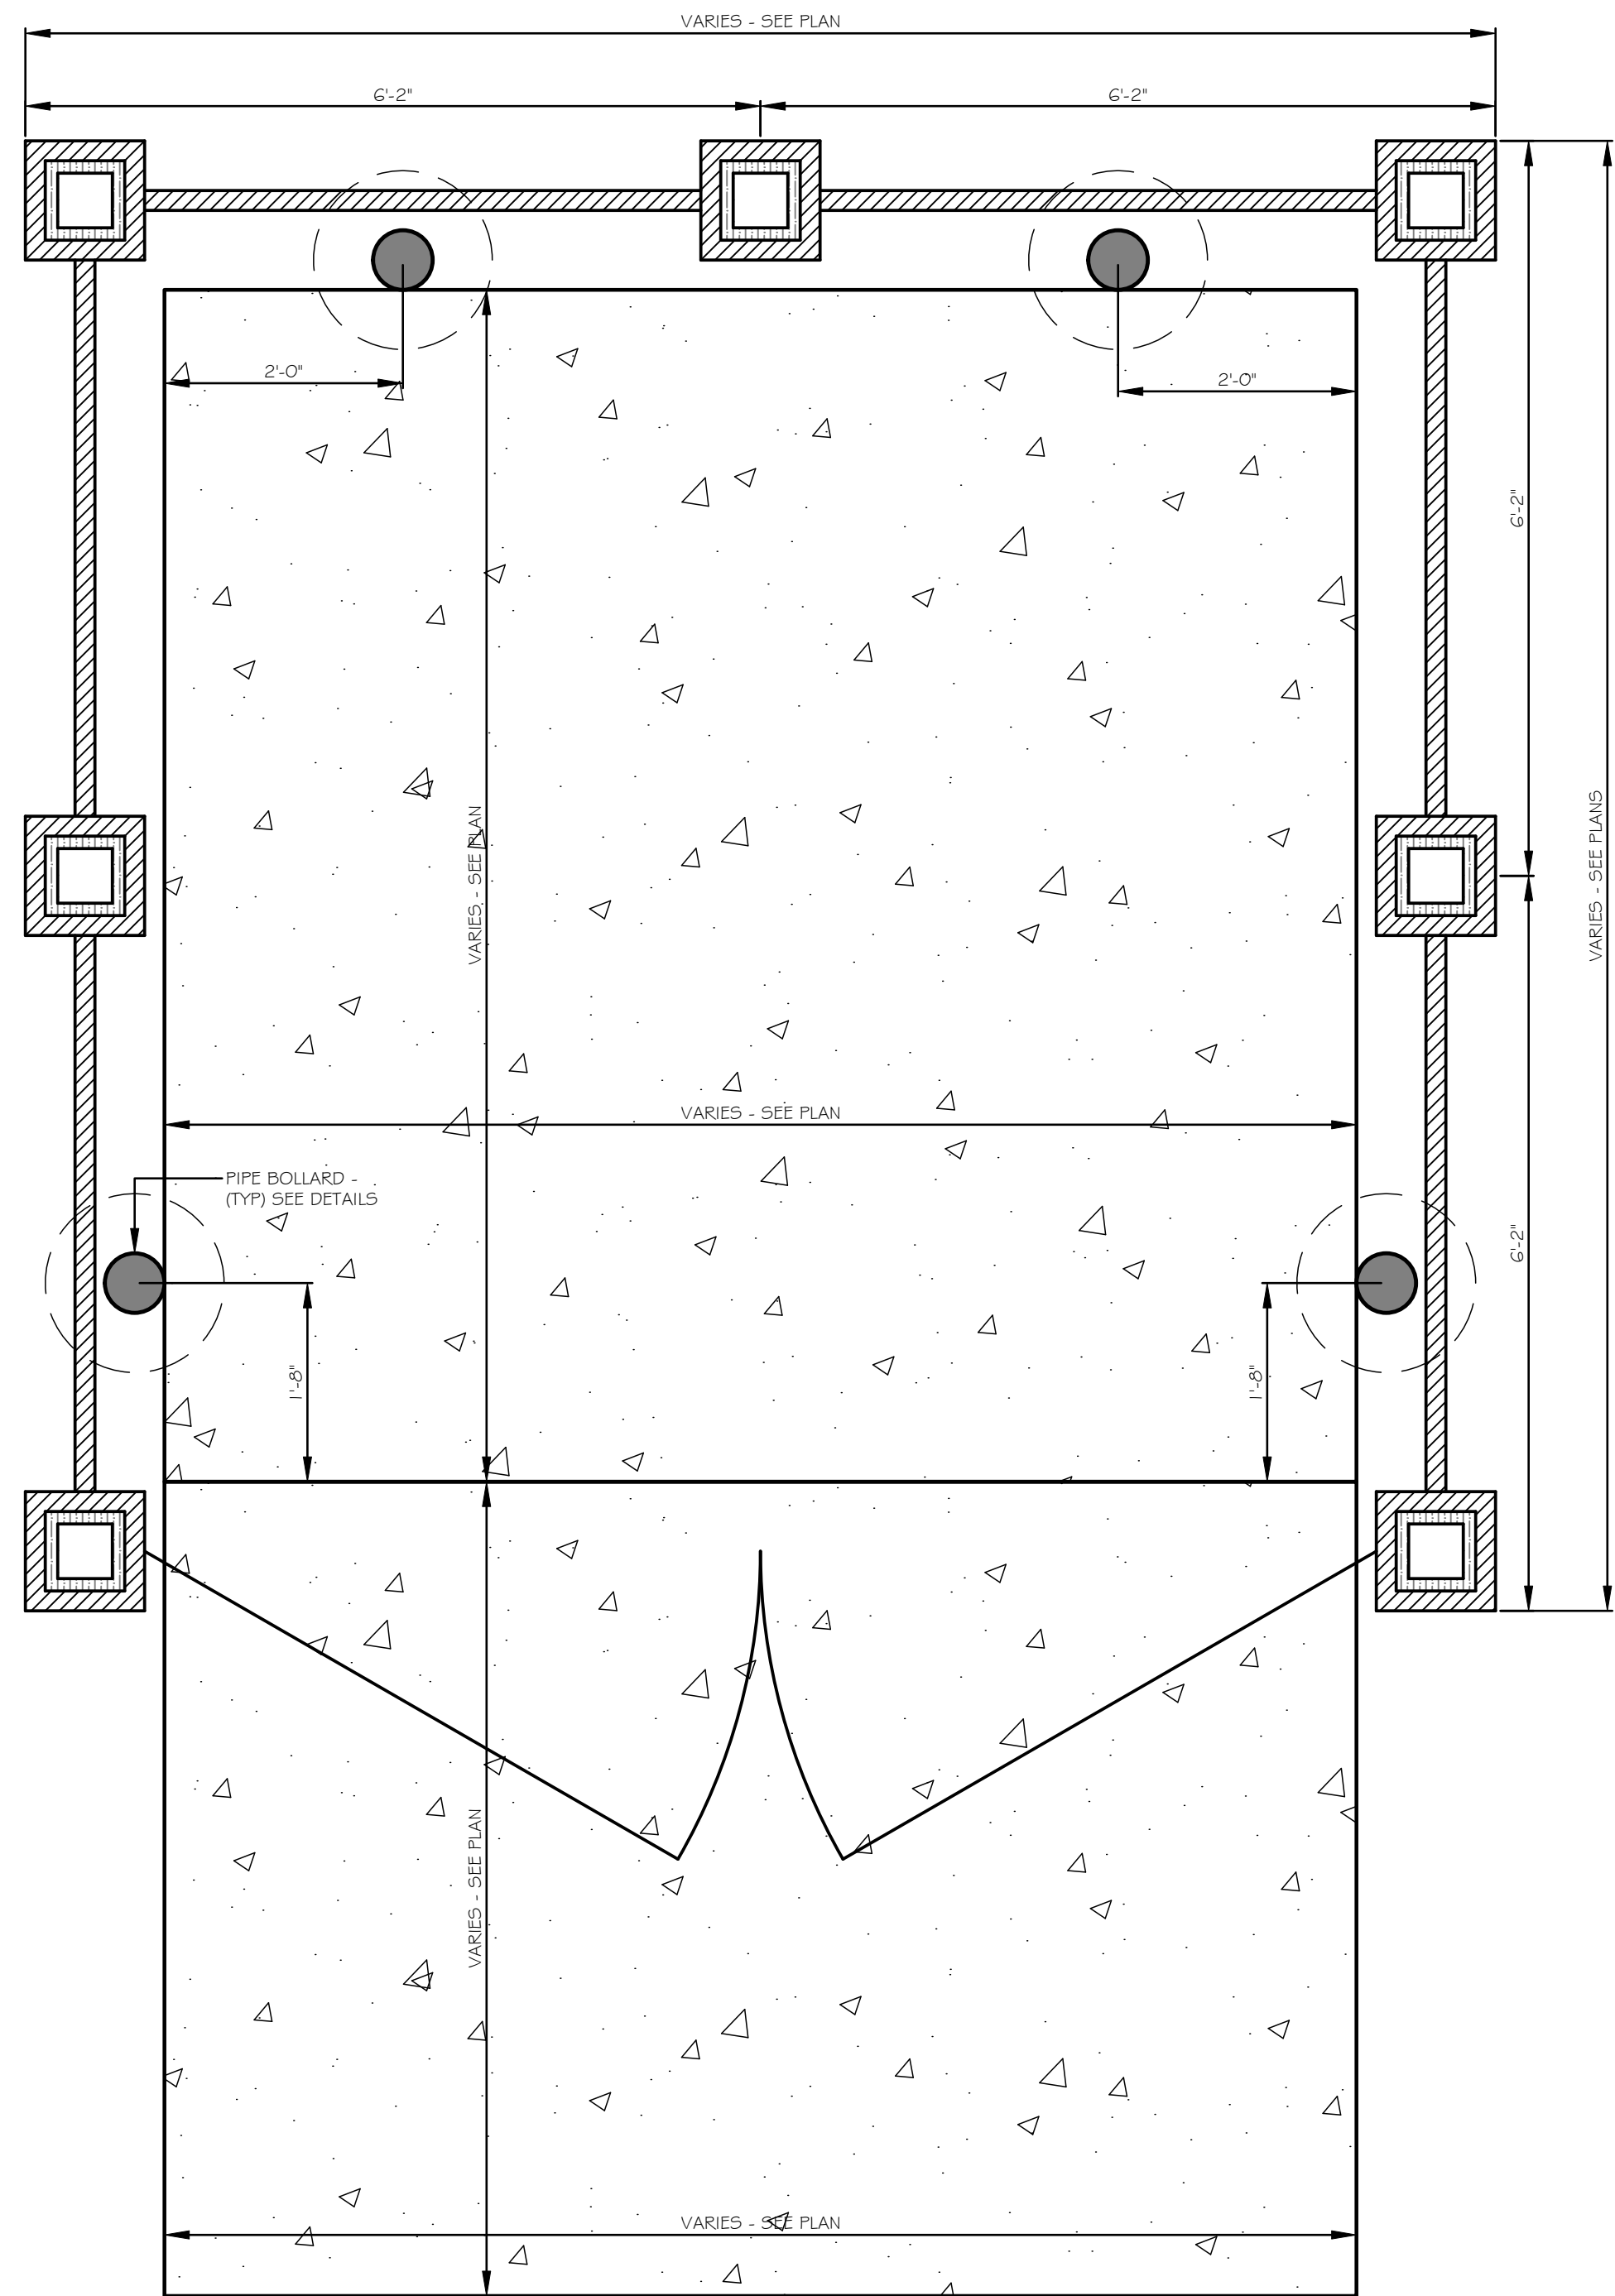 VARIES - SEE PLAN
6'-2"
6'-2"
2'-0"
2'-0"
6'-2"
VARIES - SEE PLANS
VARIES - SEE PLAN
VARIES - SEE PLAN
PIPE BOLLARD -
(TYP) SEE DETAILS
6'-2"
1'-8"
1'-8"
VARIES - SEE PLAN
VARIES - SEE PLAN